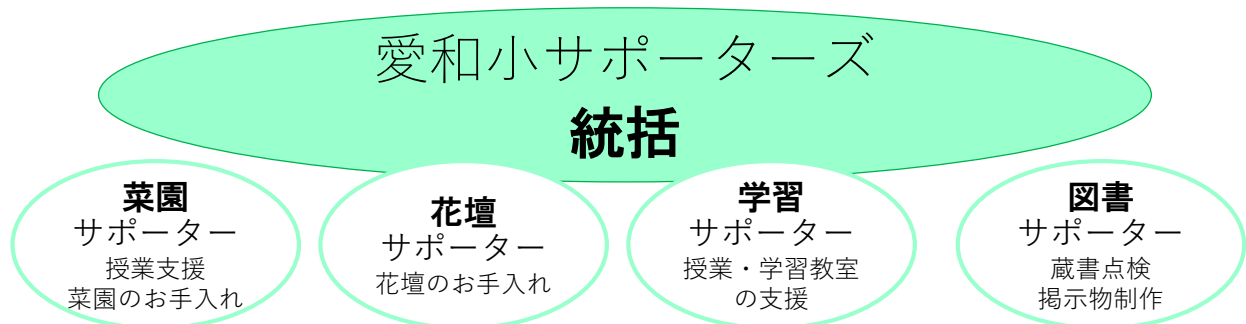 愛和小サポーターズ
統括
菜園
サポーター
授業支援
菜園のお手入れ
花壇
サポーター
花壇のお手入れ
学習
サポーター
授業・学習教室
の支援
図書
サポーター
蔵書点検
掲示物制作